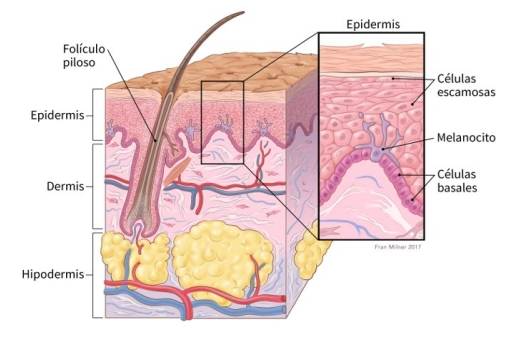 Epidermis
Folículo
piloso
Células
escamosas
Epidermis
Melanocito
Células
basales
Dermis
Fran Milner 2017
Hipodermis